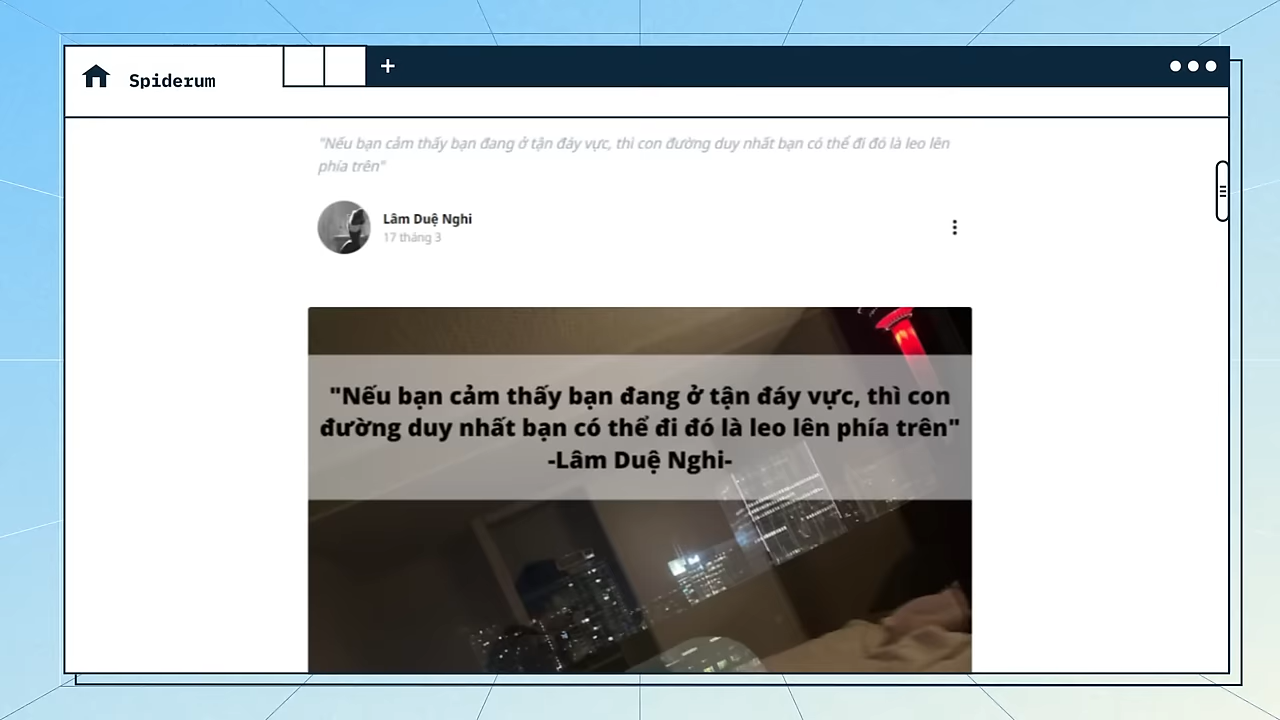 Spiderum
"Nếu bạn cảm thấy bạn đang ở tận đáy vực, thì con đường duy nhất bạn có thể đi đó là leo lên
phía trên"
Lâm Duệ Nghi
17 tháng 3
"Nếu bạn cảm thấy bạn đang ở tận đáy vực, thì con
đường duy nhất bạn có thể đi đó là leo lên phía trên"
-Lâm Duệ Nghi-